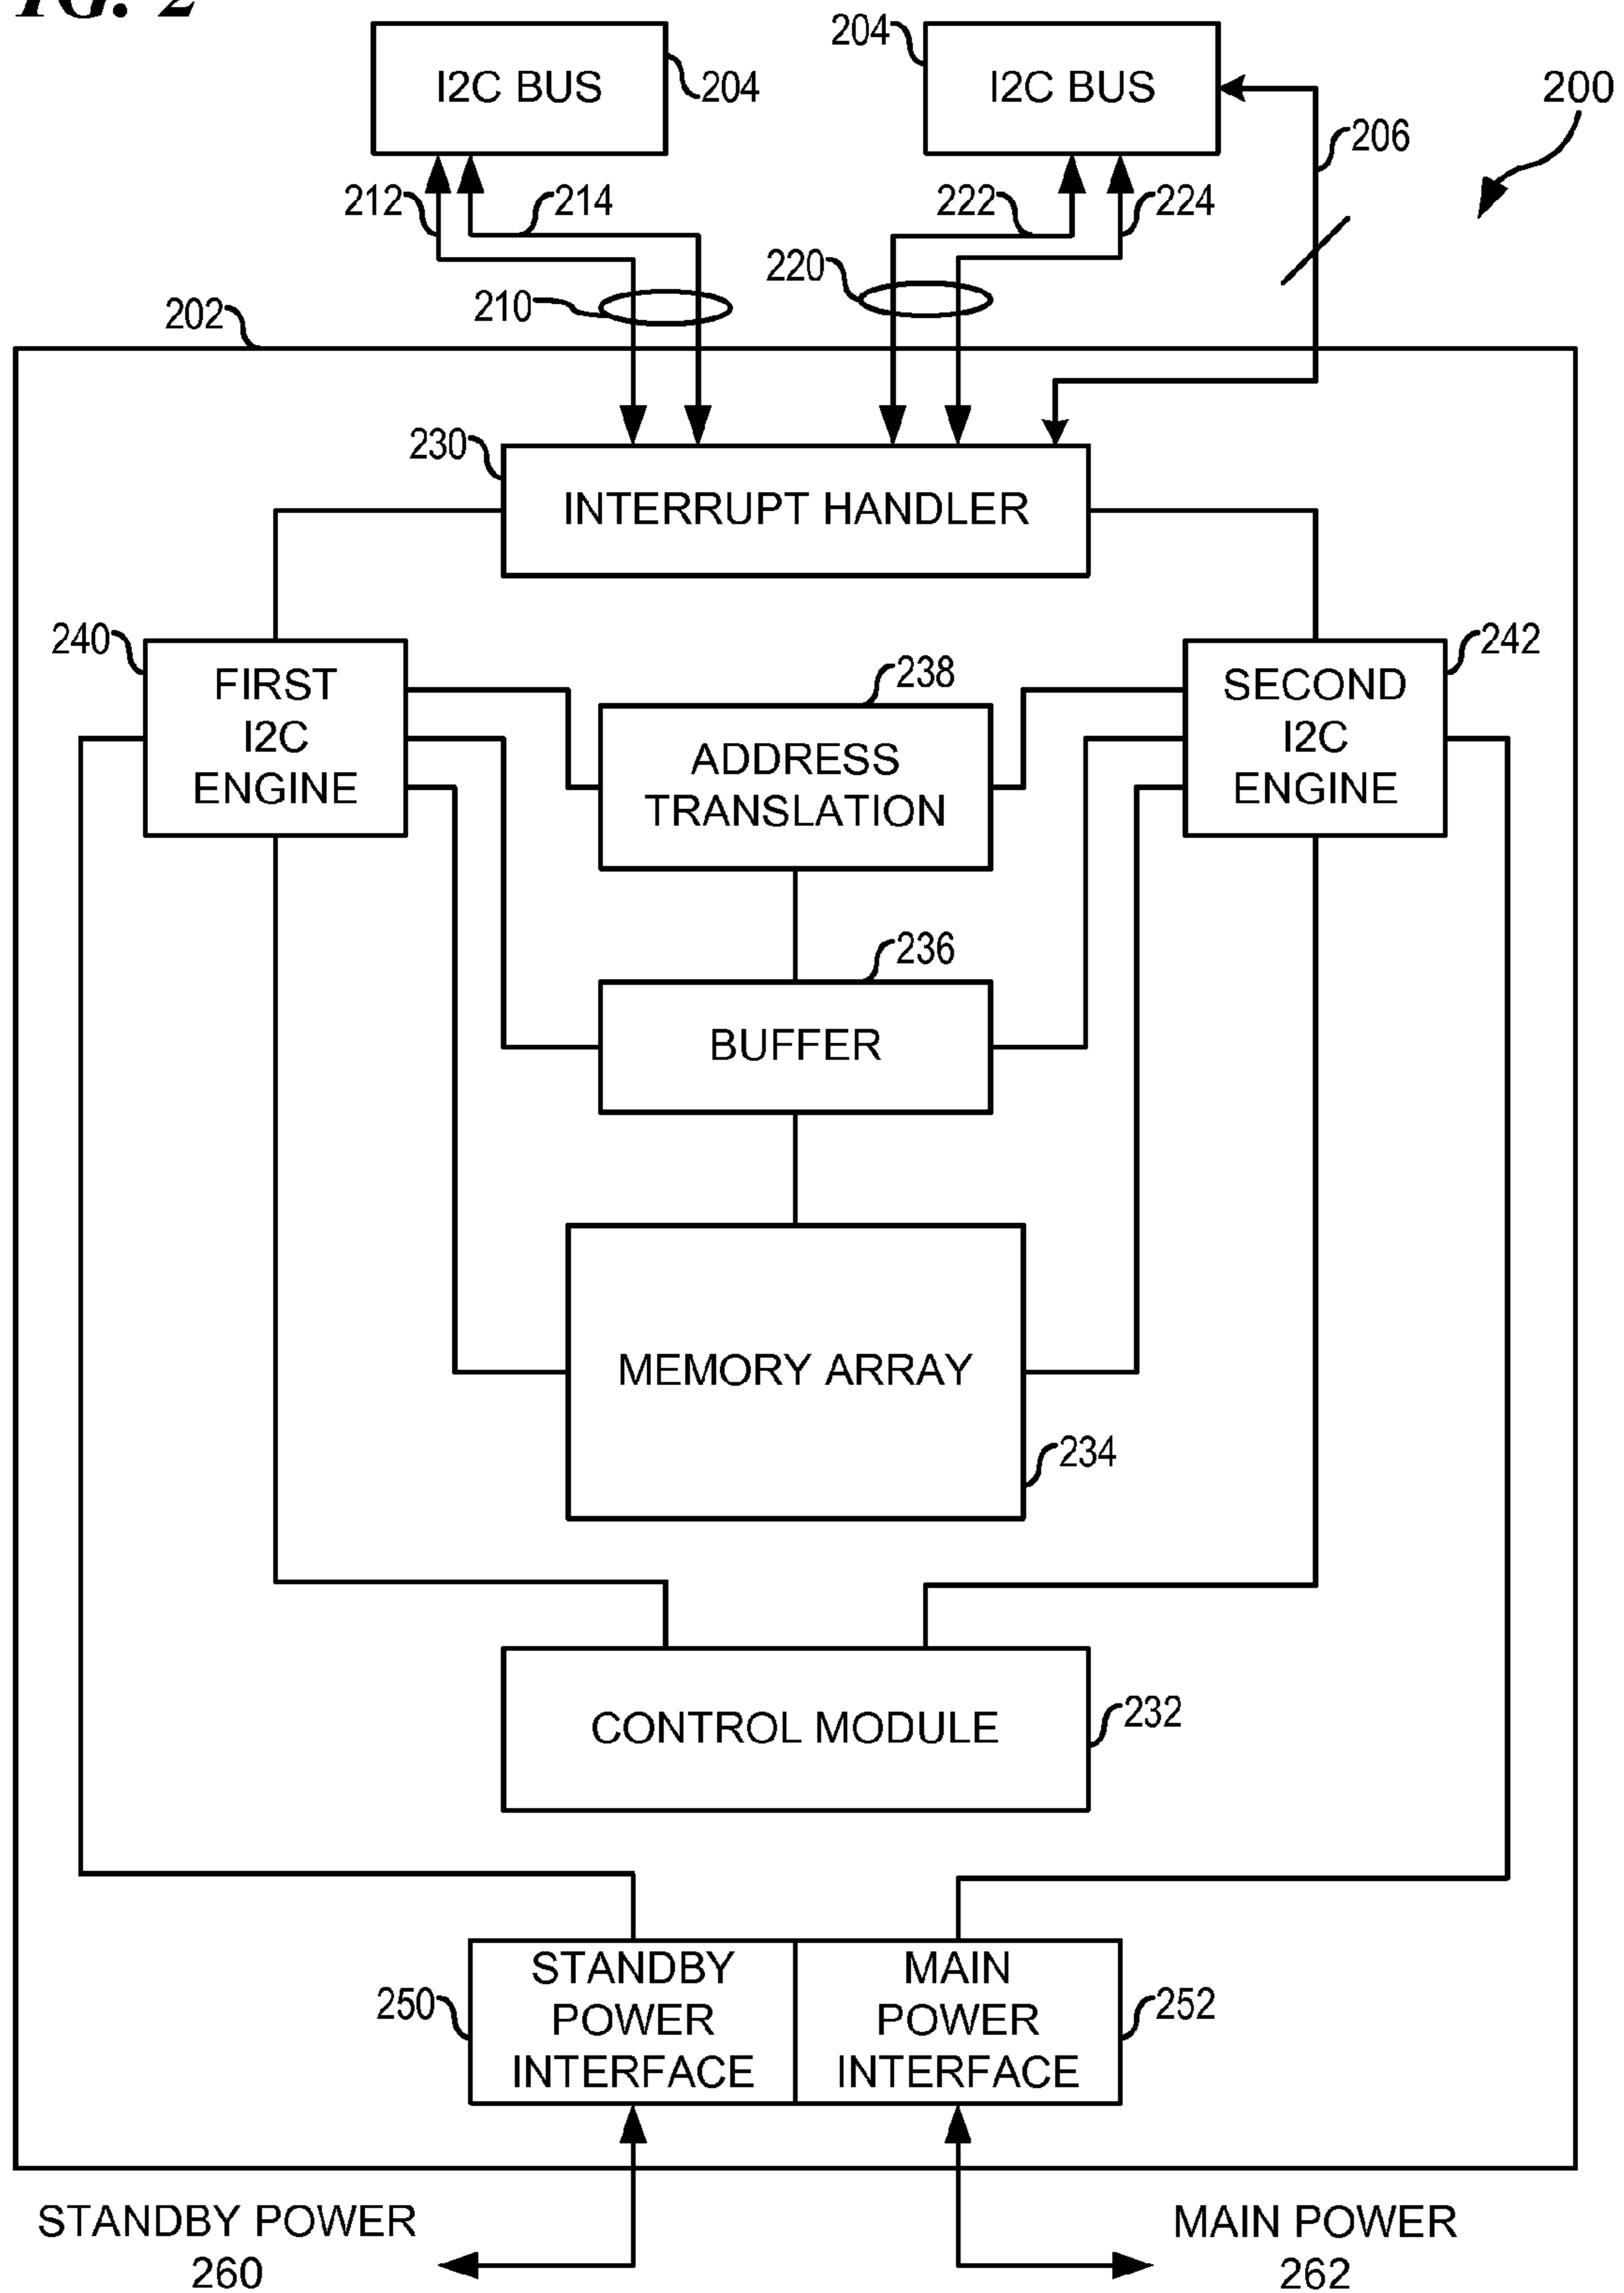 FIG. 2
204
I2C BUS
204
I2C BUS
200
206
212
214
222
224
220
210
202
230
INTERRUPT HANDLER
240
242
FIRST
I2C
ENGINE
238
SECOND
I2C
ENGINE
ADDRESS
TRANSLATION
236
BUFFER
MEMORY ARRAY
234
CONTROL MODULE
232
STANDBY
POWER
INTERFACE
MAIN
POWER
INTERFACE
250
252
STANDBY POWER
260
MAIN POWER
262